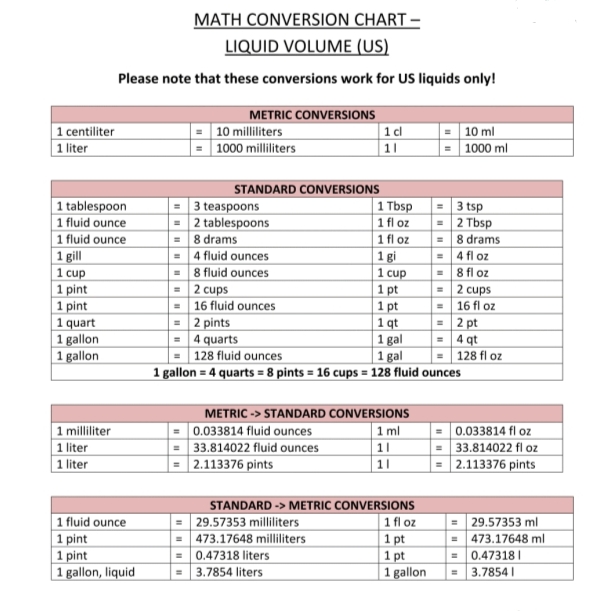 MATH CONVERSION CHART –
LIQUID VOLUME (US)
Please note that these conversions work for US liquids only!
METRIC CONVERSIONS
1 centiliter = 10 milliliters 1 cl = 10 ml
1 liter = 1000 milliliters 1 l = 1000 ml
STANDARD CONVERSIONS
1 tablespoon = 3 teaspoons 1 Tbsp = 3 tsp
1 fluid ounce = 2 tablespoons 1 fl oz = 2 Tbsp
1 fluid ounce = 8 drams 1 fl oz = 8 drams
1 gill = 4 fluid ounces 1 gi = 4 fl oz
1 cup = 8 fluid ounces 1 cup = 8 fl oz
1 pint = 2 cups 1 pt = 2 cups
1 pint = 16 fluid ounces 1 pt = 16 fl oz
1 quart = 2 pints 1 qt = 2 pt
1 gallon = 4 quarts 1 gal = 4 qt
1 gallon = 128 fluid ounces 1 gal = 128 fl oz
1 gallon = 4 quarts = 8 pints = 16 cups = 128 fluid ounces
METRIC -> STANDARD CONVERSIONS
1 milliliter = 0.033814 fluid ounces 1 ml = 0.033814 fl oz
1 liter = 33.814022 fluid ounces 1 l = 33.814022 fl oz
1 liter = 2.113376 pints 1 l = 2.113376 pints
STANDARD -> METRIC CONVERSIONS
1 fluid ounce = 29.57353 milliliters 1 fl oz = 29.57353 ml
1 pint = 473.17648 milliliters 1 pt = 473.17648 ml
1 pint = 0.47318 liters 1 pt = 0.47318 l
1 gallon, liquid = 3.7854 liters 1 gallon = 3.7854 l